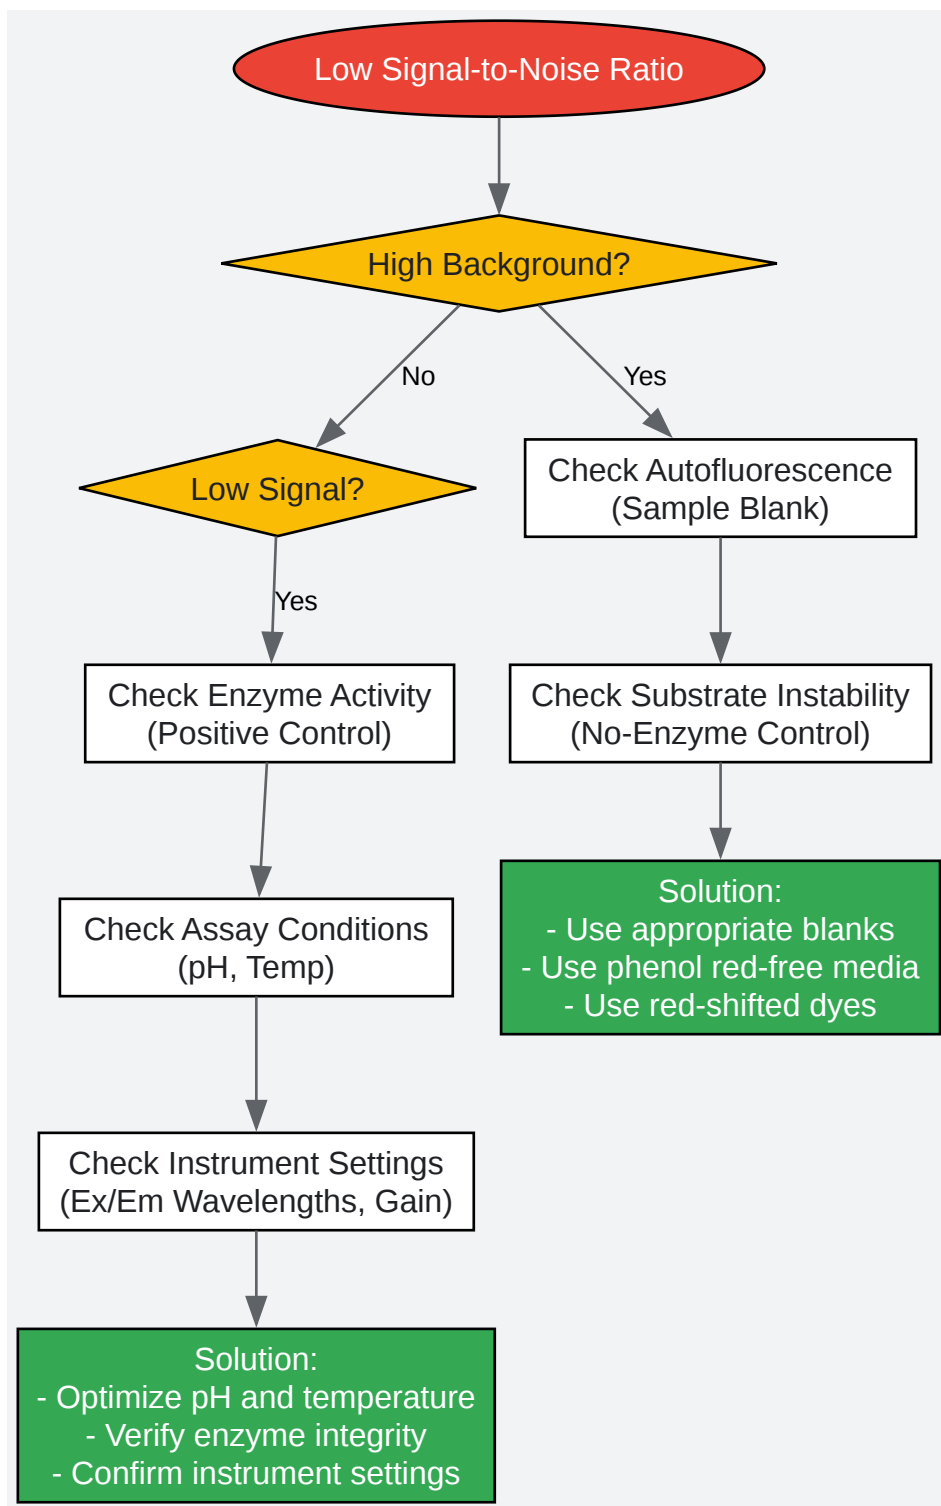 Low Signal-to-Noise Ratio
High Background?
No
Yes
Low Signal?
Check Autofluorescence
(Sample Blank)
Yes
Check Enzyme Activity
(Positive Control)
Check Substrate Instability
(No-Enzyme Control)
Check Assay Conditions
(pH, Temp)
Solution:
- Use appropriate blanks
- Use phenol red-free media
- Use red-shifted dyes
Check Instrument Settings
(Ex/Em Wavelengths, Gain)
Solution:
- Optimize pH and temperature
- Verify enzyme integrity
- Confirm instrument settings